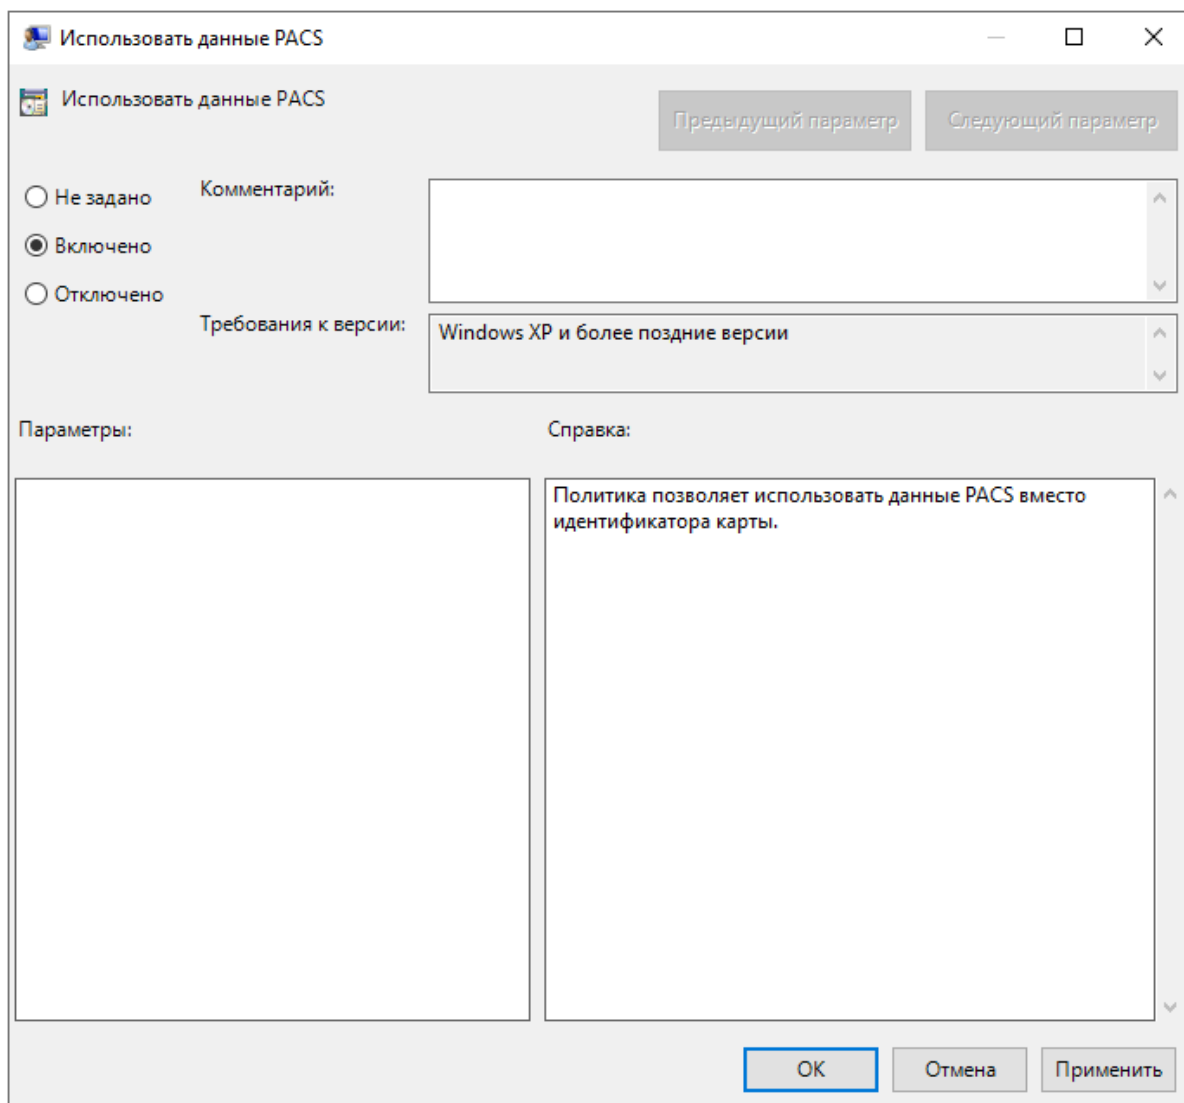 Использовать данные PACS
Использовать данные PACS
Предыдущий параметр
Следующий параметр
Не задано
Включено
Отключено
Комментарий:
Требования к версии:
Windows XP и более поздние версии
Параметры:
Справка:
Политика позволяет использовать данные PACS вместо
идентификатора карты.
ОК
Отмена
Применить